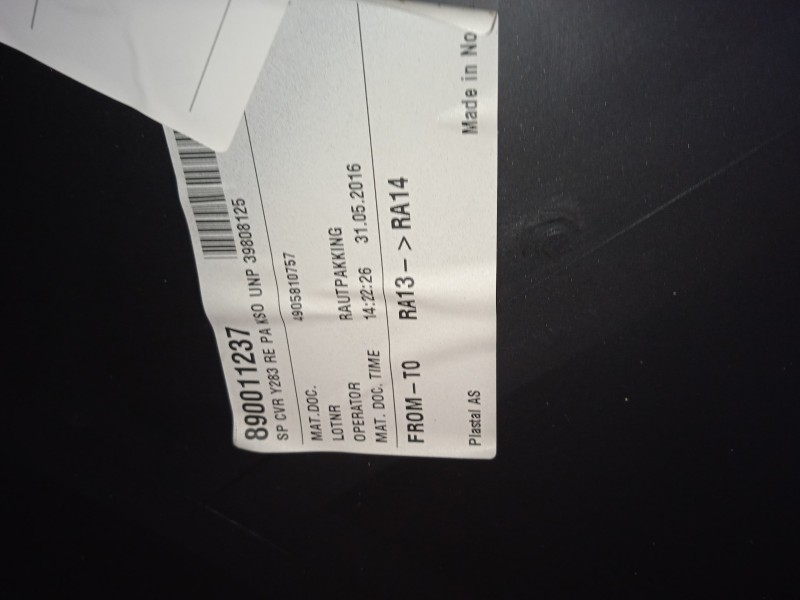 890011237
SP CVR Y283 RE PA KSO UNP 39808125
MAT.DOC. 4905810757
LOTNR
OPERATOR RAUTPAKKING
MAT. DOC. TIME 14:22:26 31.05.2016
FROM – TO RA13 – > RA14
Plastal AS Made in No